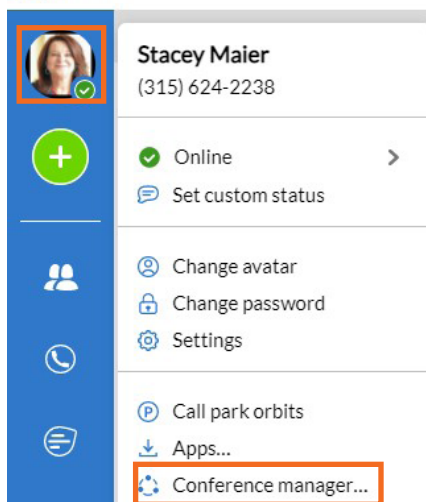 Stacey Maier
(315) 624-2238
Online
Set custom status
Change avatar
Change password
Settings
P Call park orbits
Apps...
Conference manager...